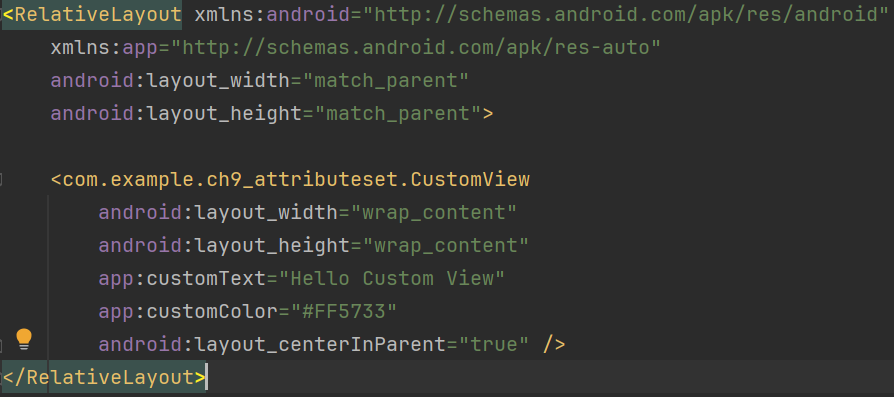 <RelativeLayout xmlns:android="http://schemas.android.com/apk/res/android"
    xmlns:app="http://schemas.android.com/apk/res-auto"
    android:layout_width="match_parent"
    android:layout_height="match_parent">

    <com.example.ch9_attributeset.CustomView
        android:layout_width="wrap_content"
        android:layout_height="wrap_content"
        app:customText="Hello Custom View"
        app:customColor="#FF5733"
        android:layout_centerInParent="true" />
</RelativeLayout>